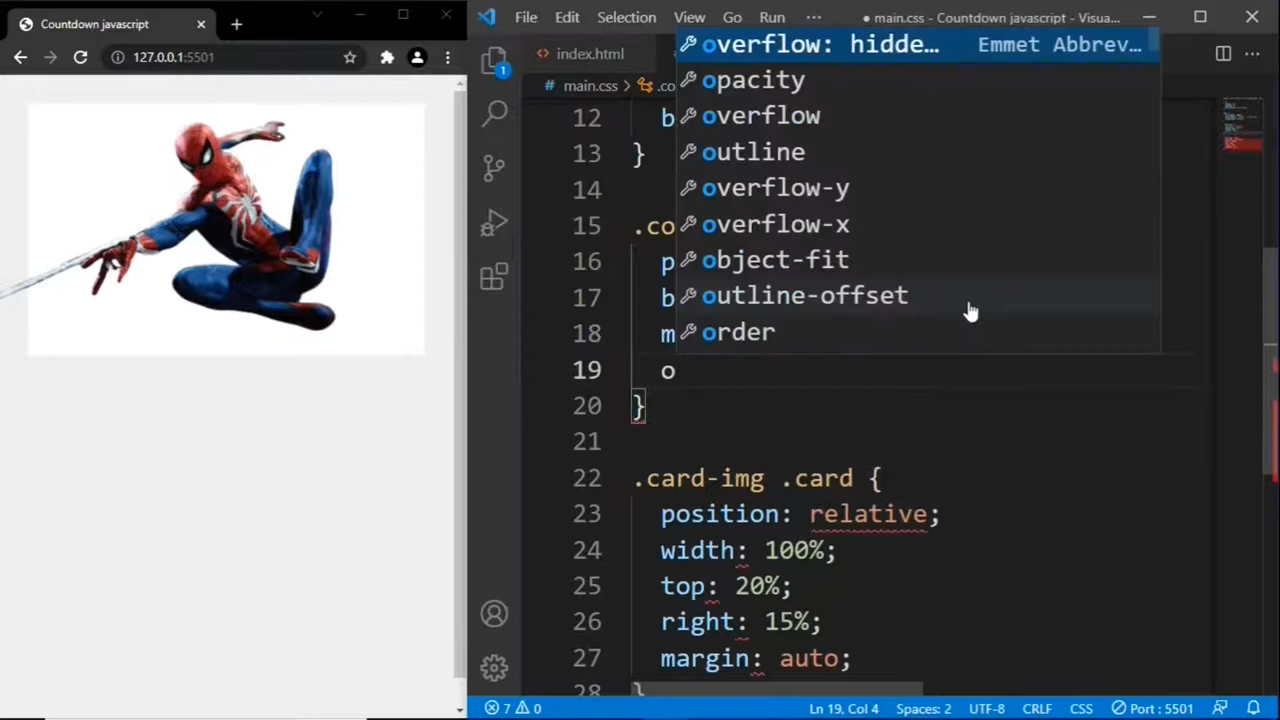 Countdown javascript
127.0.0.1:5501
File Edit Selection View Go Run ··· ● main.css - Countdown javascript - Visua...
1
index.html
# main.css > .co
overflow: hidde… Emmet Abbrev…
opacity
overflow
outline
overflow-y
overflow-x
object-fit
outline-offset
order
12 b
13 }
14
15 .co
16 p
17 b
18 m
19 o
20 }
21
22 .card-img .card {
23 position: relative;
24 width: 100%;
25 top: 20%;
26 right: 15%;
27 margin: auto;
28 }
7 0 Ln 19, Col 4 Spaces: 2 UTF-8 CRLF CSS Port : 5501